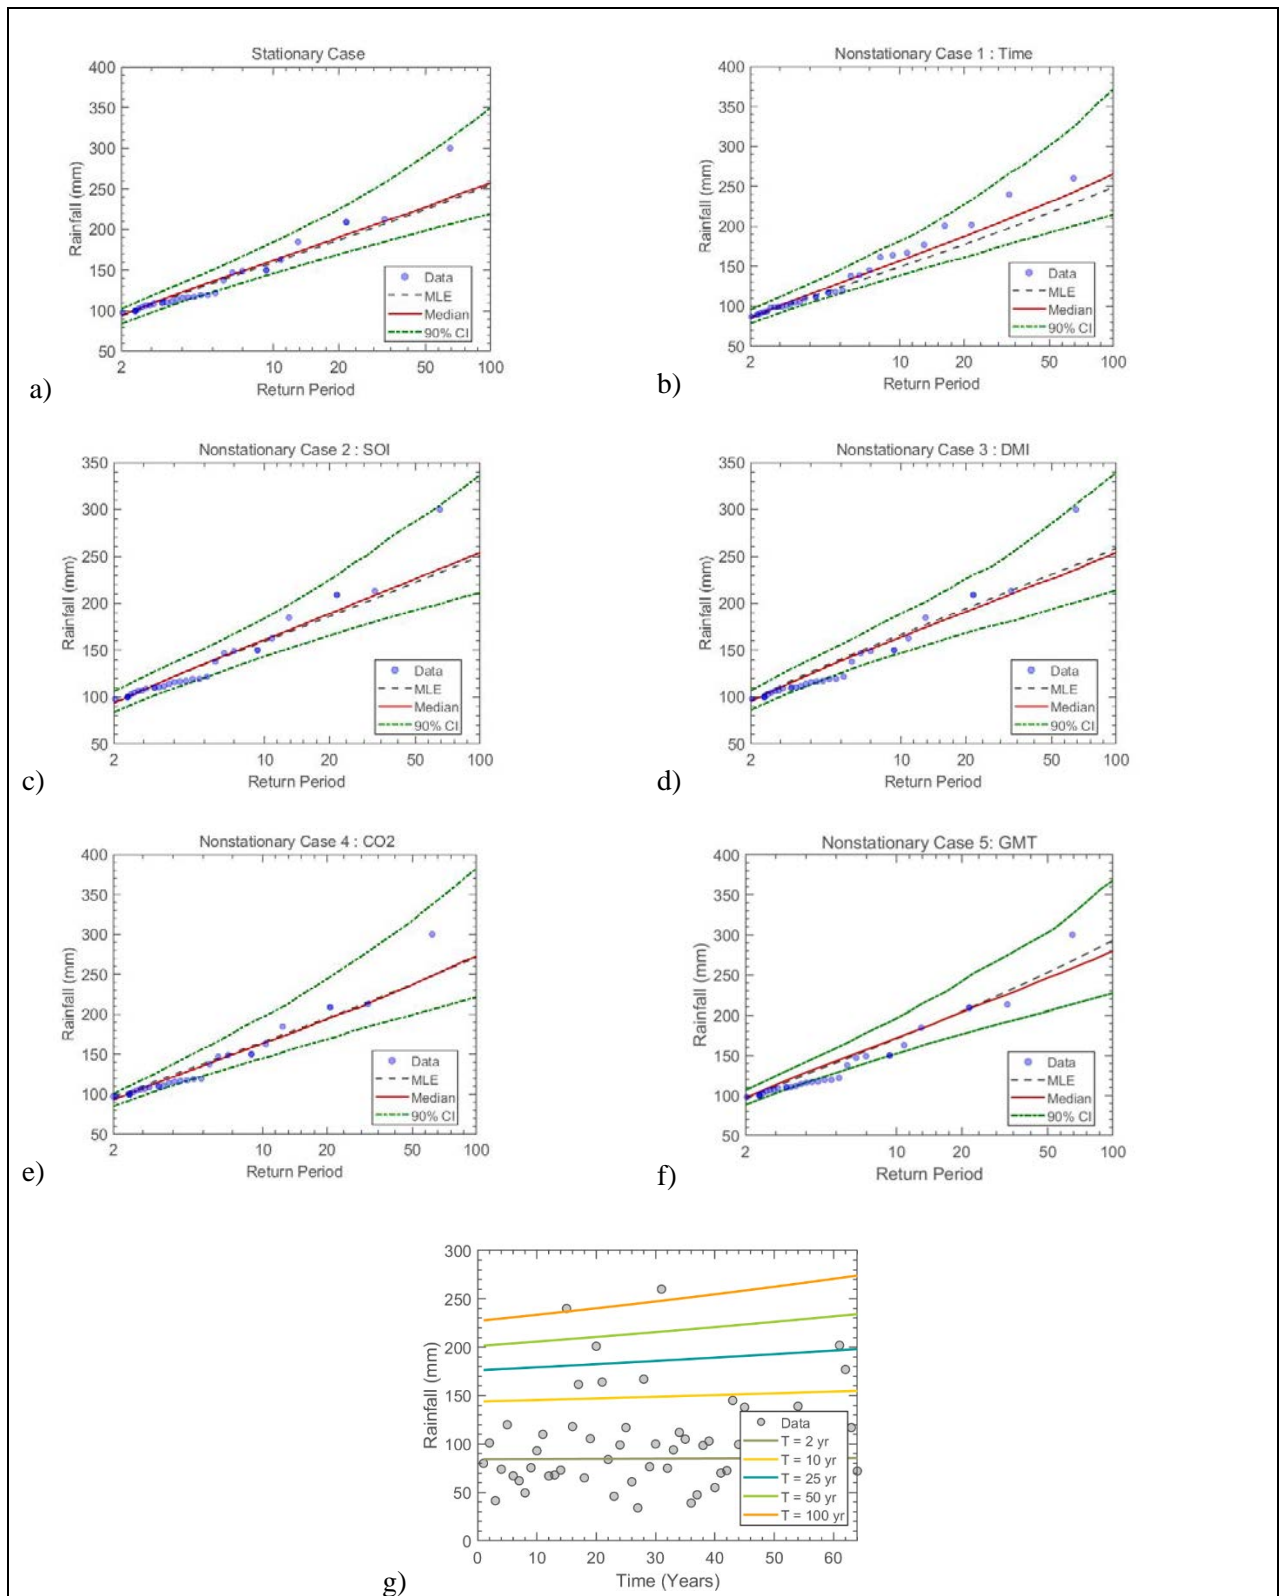 Stationary Case
400
350
300
250
200
150
100
50
Rainfall (mm)
Data
MLE
Median
90% CI
2 10 20 50 100
Return Period
a)
Nonstationary Case 1 : Time
400
350
300
250
200
150
100
50
Rainfall (mm)
Data
MLE
Median
90% CI
2 10 20 50 100
Return Period
b)
Nonstationary Case 2 : SOI
350
300
250
200
150
100
50
Rainfall (mm)
Data
MLE
Median
90% CI
2 10 20 50 100
Return Period
c)
Nonstationary Case 3 : DMI
350
300
250
200
150
100
50
Rainfall (mm)
Data
MLE
Median
90% CI
2 10 20 50 100
Return Period
d)
Nonstationary Case 4 : CO2
400
350
300
250
200
150
100
50
Rainfall (mm)
Data
MLE
Median
90% CI
2 10 20 50 100
Return Period
e)
Nonstationary Case 5: GMT
400
350
300
250
200
150
100
50
Rainfall (mm)
Data
MLE
Median
90% CI
2 10 20 50 100
Return Period
f)
300
250
200
150
100
50
0
Rainfall (mm)
Data
T = 2 yr
T = 10 yr
T = 25 yr
T = 50 yr
T = 100 yr
0 10 20 30 40 50 60
Time (Years)
g)